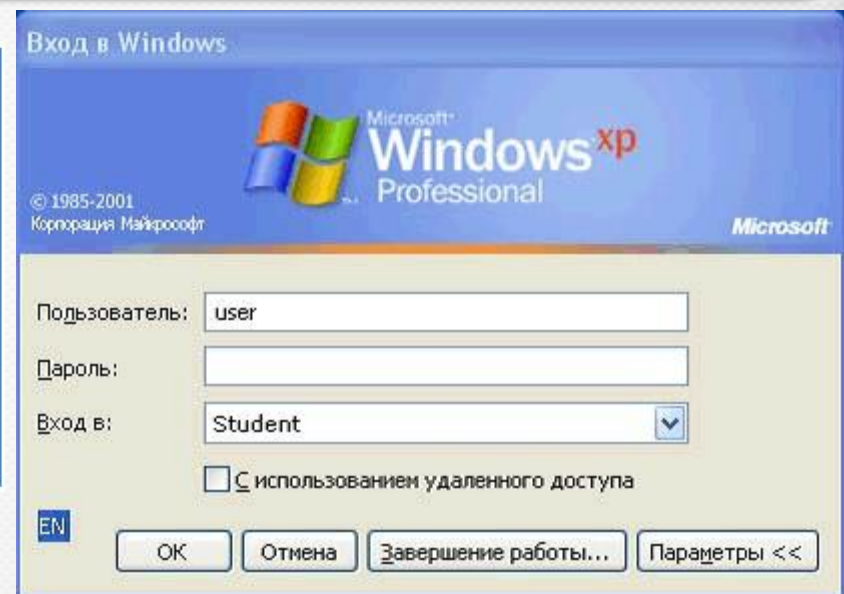 Вход в Windows
Microsoft
Windows xp
Professional
© 1985-2001
Корпорация Майкрософт
Microsoft
Пользователь: user
Пароль:
Вход в: Student
С использованием удаленного доступа
EN
ОК Отмена Завершение работы... Параметры <<